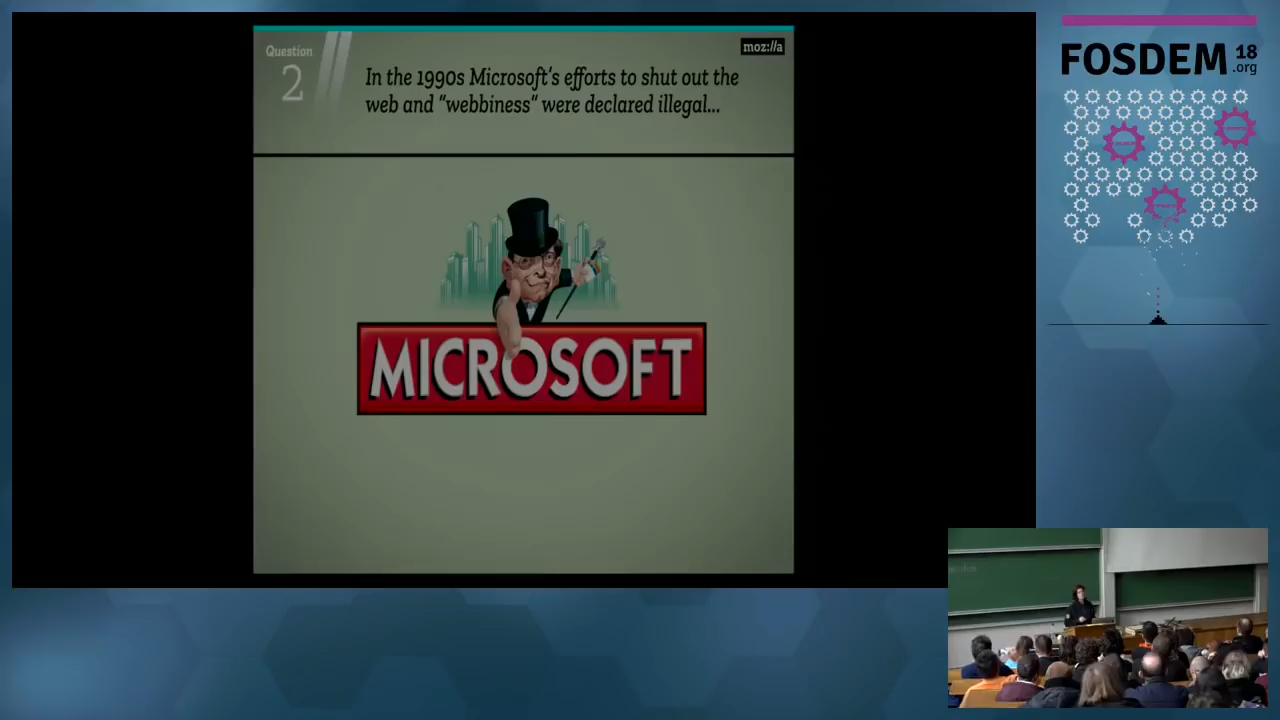 Question
2
moz://a
In the 1990s Microsoft's efforts to shut out the
web and "webbiness" were declared illegal...
MICROSOFT
FOSDEM 18
.org